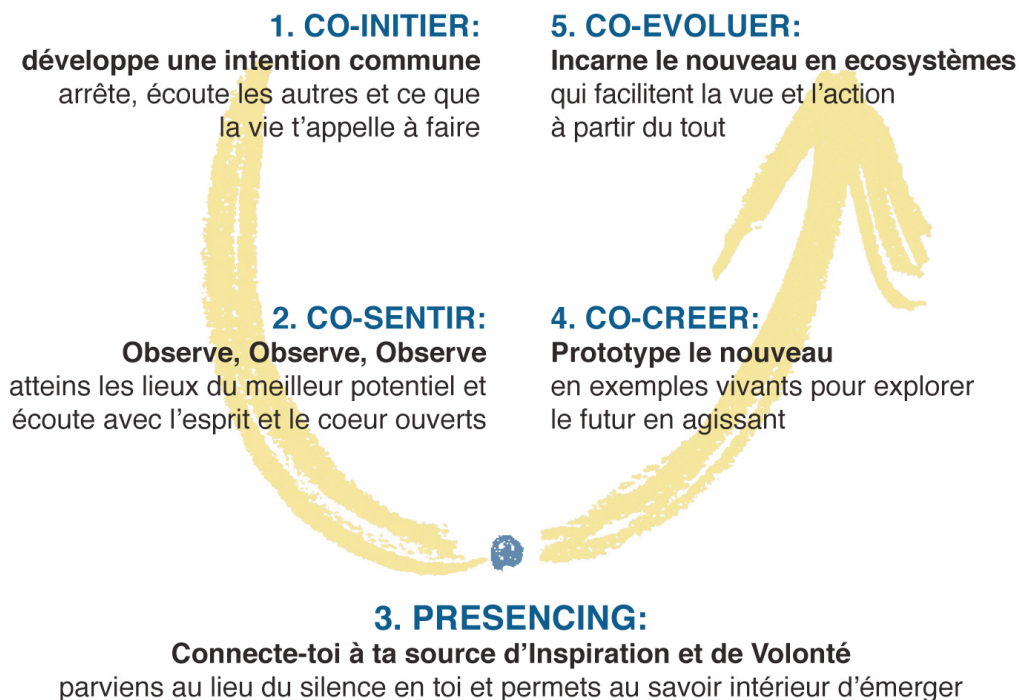 1. CO-INITIER:
développe une intention commune
arrête, écoute les autres et ce que
la vie t'appelle à faire
2. CO-SENTIR:
Observe, Observe, Observe
atteins les lieux du meilleur potentiel et
écoute avec l'esprit et le coeur ouverts
3. PRESENCING:
Connecte-toi à ta source d'Inspiration et de Volonté
parviens au lieu du silence en toi et permets au savoir intérieur d'émerger
4. CO-CREER:
Prototype le nouveau
en exemples vivants pour explorer
le futur en agissant
5. CO-EVOLUER:
Incarne le nouveau en ecosystèmes
qui facilitent la vue et l'action
à partir du tout